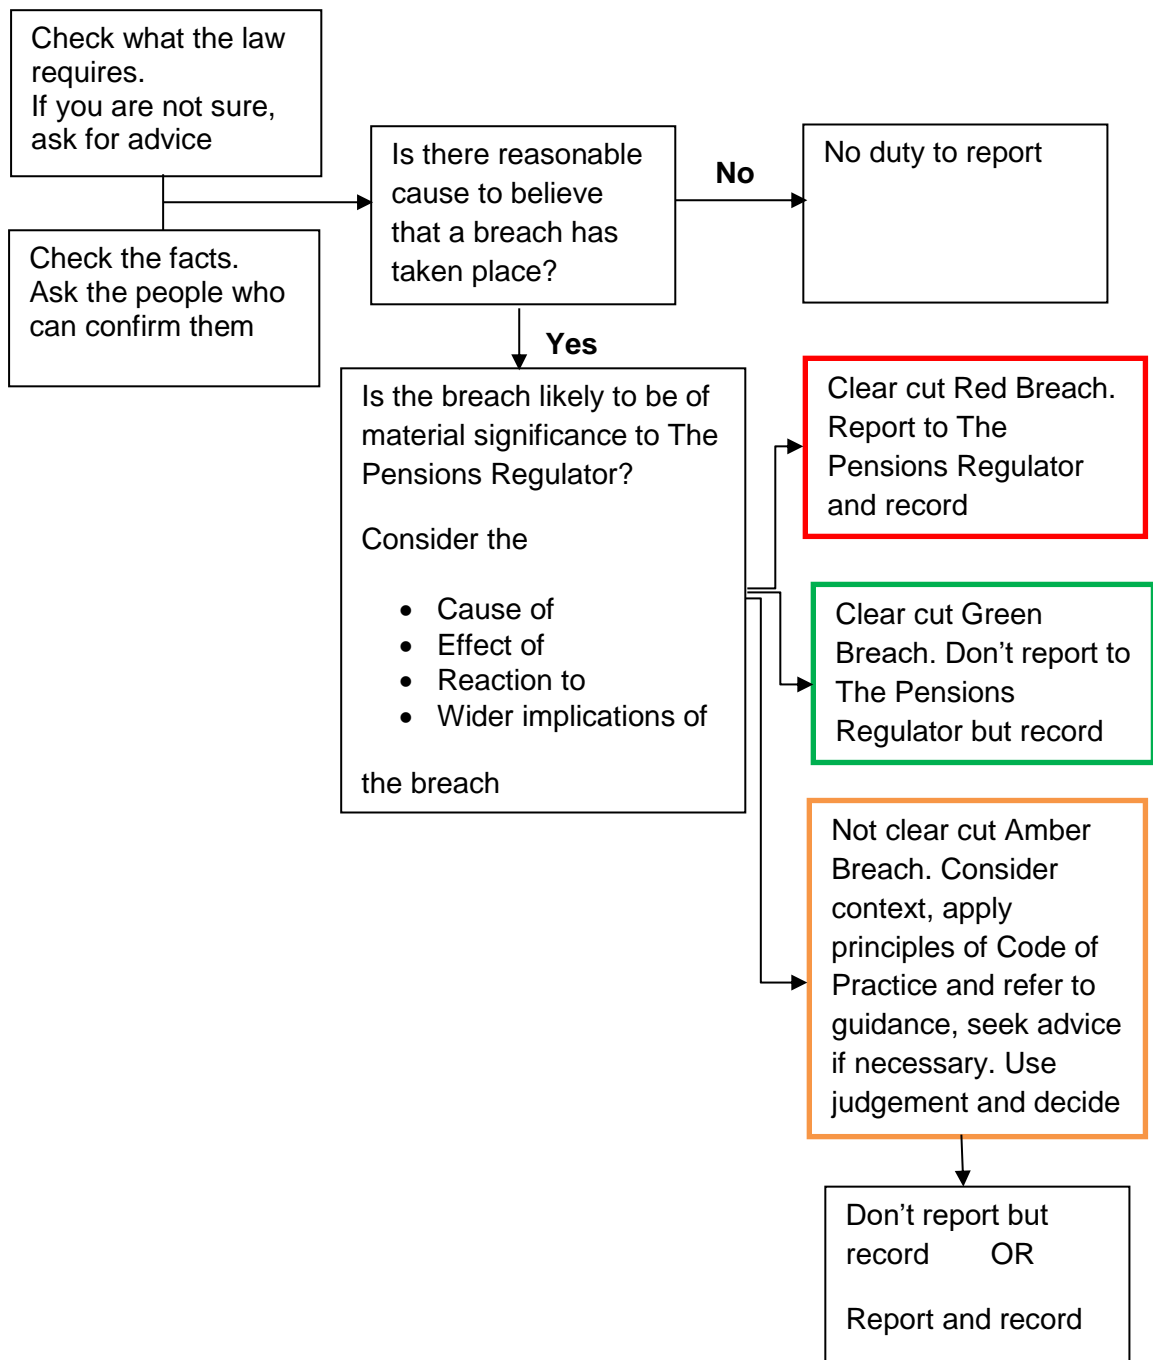 Check what the law
requires.
If you are not sure,
ask for advice
Check the facts.
Ask the people who
can confirm them
Is there reasonable
cause to believe
that a breach has
taken place?
No
No duty to report
Yes
Is the breach likely to be of
material significance to The
Pensions Regulator?
Consider the
• Cause of
• Effect of
• Reaction to
• Wider implications of
the breach
Clear cut Red Breach.
Report to The
Pensions Regulator
and record
Clear cut Green
Breach. Don’t report to
The Pensions
Regulator but record
Not clear cut Amber
Breach. Consider
context, apply
principles of Code of
Practice and refer to
guidance, seek advice
if necessary. Use
judgement and decide
Don’t report but
record OR
Report and record